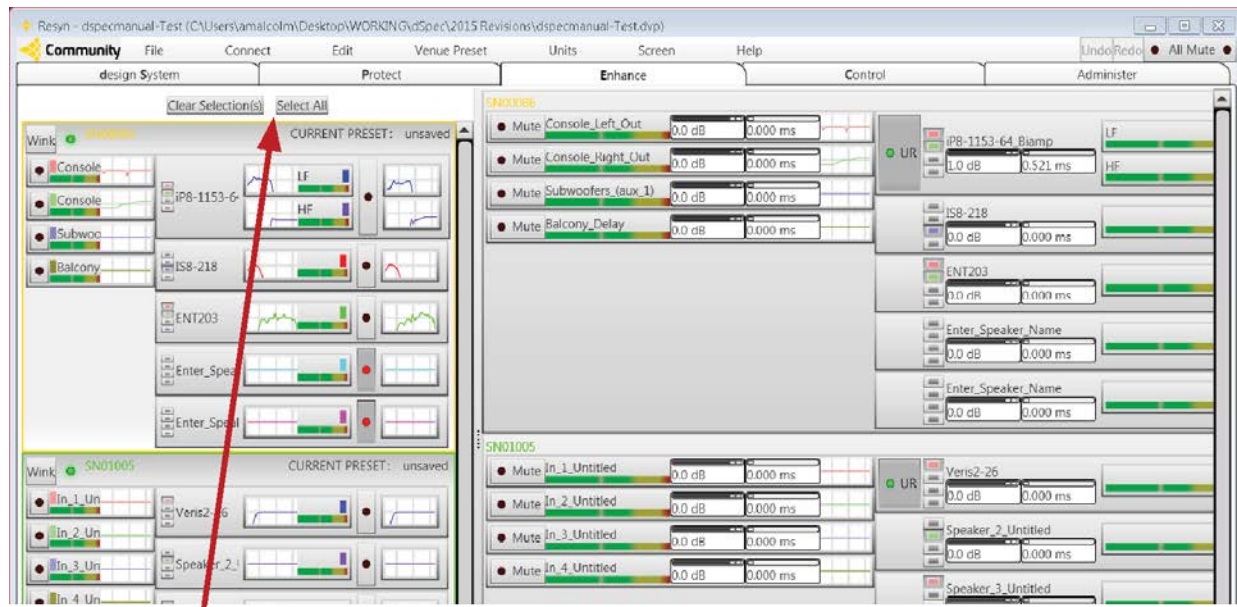 Resyn - dspecmanual-Test (C:\Users\amalcolm\Desktop\WORKING\dSpec\2015 Revisions\dspecmanual-Test.dvp)
Community File Connect Edit Venue Preset Units Screen Help Undo Redo All Mute
design System Protect Enhance Control Administer
Clear Selection(s) Select All
Wink CURRENT PRESET: unsaved
Console
Console
Subwoo
Balcony
iP8-1153-6
LF
HF
IS8-218
ENT203
Enter_Spea
Enter_Speal
Wink SN01005 CURRENT PRESET: unsaved
In_1_Un
In_2_Un
In_3_Un
In_4_Un
Veris2-26
Speaker_2_
SN00086
Mute Console_Left_Out 0.0 dB 0.000 ms
Mute Console_Right_Out 0.0 dB 0.000 ms
Mute Subwoofers_(aux_1) 0.0 dB 0.000 ms
Mute Balcony_Delay 0.0 dB 0.000 ms
UR iP8-1153-64_Biamp LF
1.0 dB 0.521 ms HF
IS8-218
0.0 dB 0.000 ms
ENT203
0.0 dB 0.000 ms
Enter_Speaker_Name
0.0 dB 0.000 ms
Enter_Speaker_Name
0.0 dB 0.000 ms
SN01005
Mute In_1_Untitled 0.0 dB 0.000 ms
Mute In_2_Untitled 0.0 dB 0.000 ms
Mute In_3_Untitled 0.0 dB 0.000 ms
Mute In_4_Untitled 0.0 dB 0.000 ms
UR Veris2-26
0.0 dB 0.000 ms
Speaker_2_Untitled
0.0 dB 0.000 ms
Speaker_3_Untitled